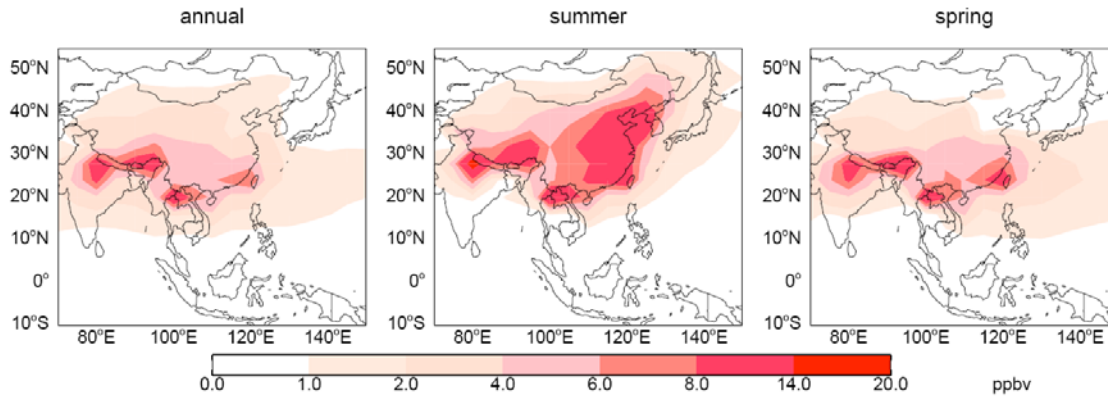 annual summer spring
50°N 50°N 50°N
40°N 40°N 40°N
30°N 30°N 30°N
20°N 20°N 20°N
10°N 10°N 10°N
0° 0° 0°
10°S 10°S 10°S
80°E 100°E 120°E 140°E 80°E 100°E 120°E 140°E 80°E 100°E 120°E 140°E
0.0 1.0 2.0 4.0 6.0 8.0 14.0 20.0 ppbv